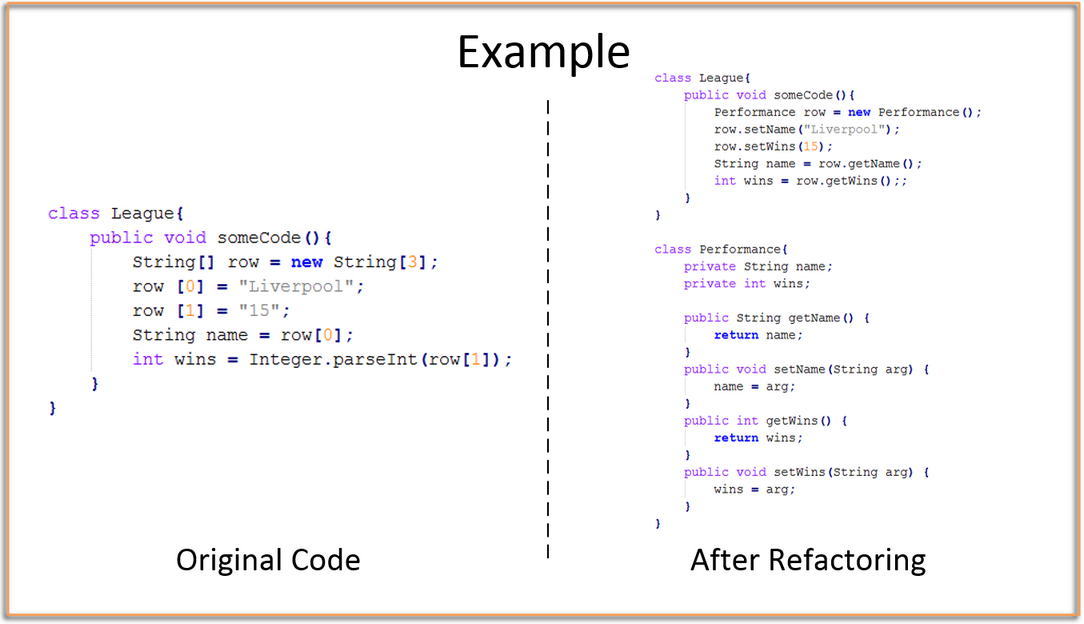 Example
class League{
    public void someCode(){
        String[] row = new String[3];
        row [0] = "Liverpool";
        row [1] = "15";
        String name = row[0];
        int wins = Integer.parseInt(row[1]);
    }
}
Original Code
class League{
    public void someCode(){
        Performance row = new Performance();
        row.setName("Liverpool");
        row.setWins(15);
        String name = row.getName();
        int wins = row.getWins();;
    }
}
class Performance{
    private String name;
    private int wins;
    public String getName() {
        return name;
    }
    public void setName(String arg) {
        name = arg;
    }
    public int getWins() {
        return wins;
    }
    public void setWins(String arg) {
        wins = arg;
    }
}
After Refactoring